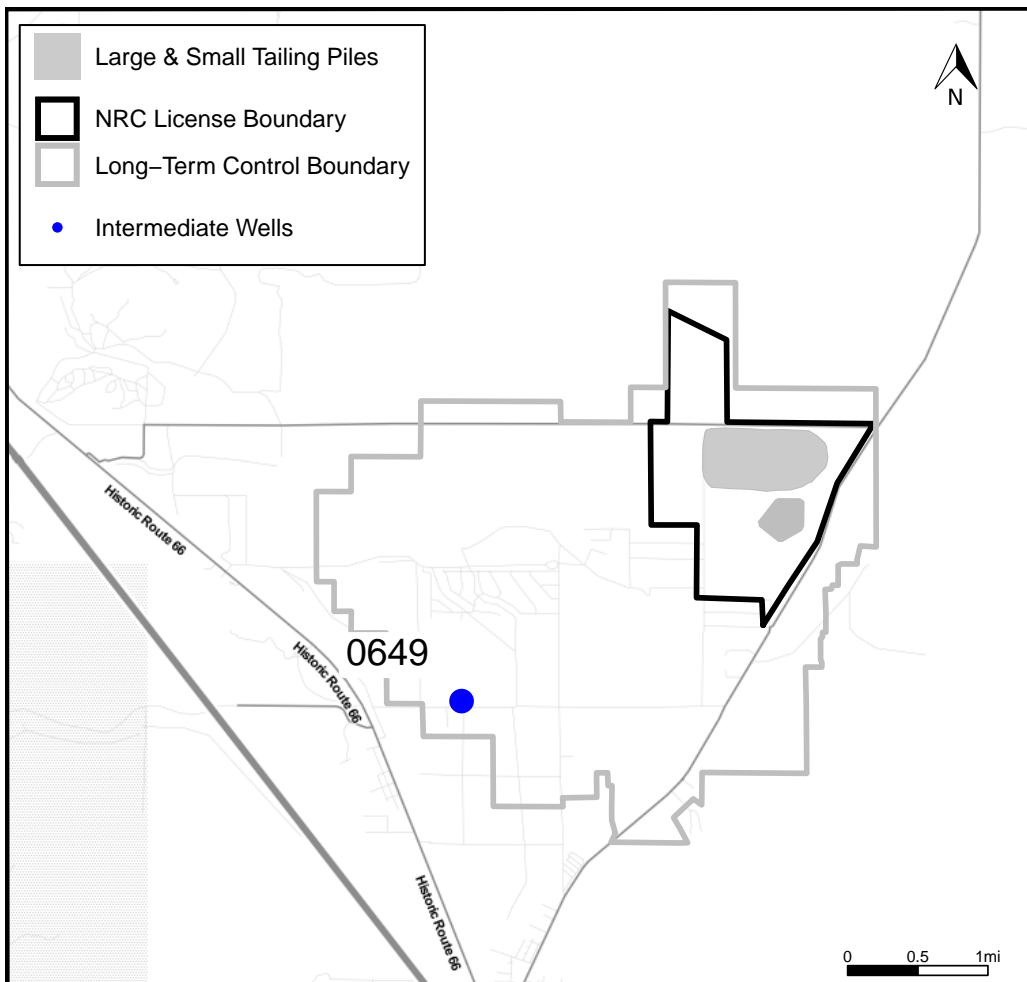 Large & Small Tailing Piles
NRC License Boundary
Long−Term Control Boundary
Intermediate Wells
N
Historic Route 66
Historic Route 66
0649
Historic Route 66
0 0.5 1mi